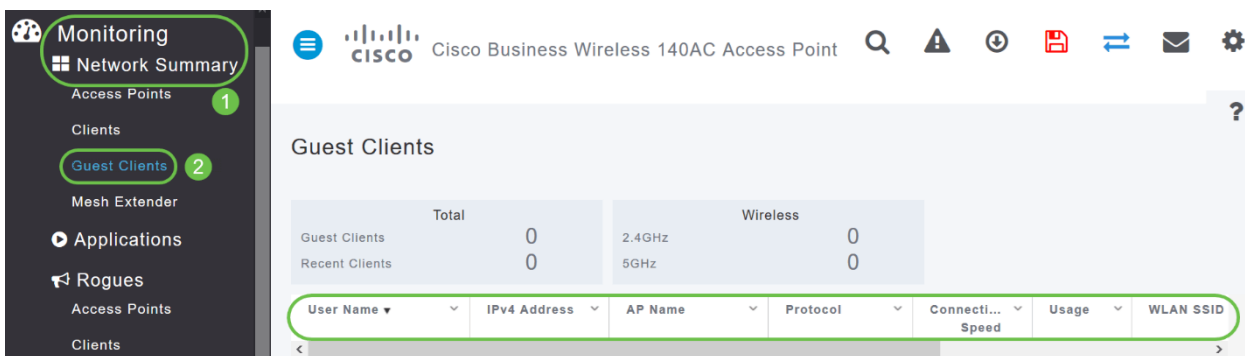 Monitoring
Network Summary
1
Access Points
Clients
Guest Clients 2
Mesh Extender
Applications
Rogues
Access Points
Clients
CISCO Cisco Business Wireless 140AC Access Point
?
Guest Clients
Total
Guest Clients 0
Recent Clients 0
Wireless
2.4GHz 0
5GHz 0
User Name IPv4 Address AP Name Protocol Connecti... Speed Usage WLAN SSID